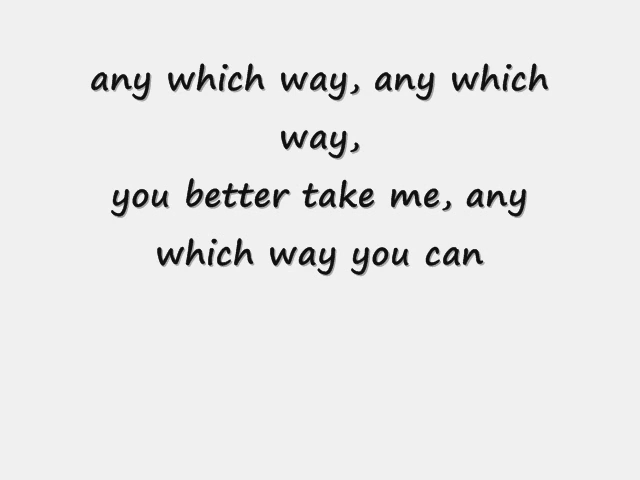 any which way, any which
way,
you better take me, any
which way you can